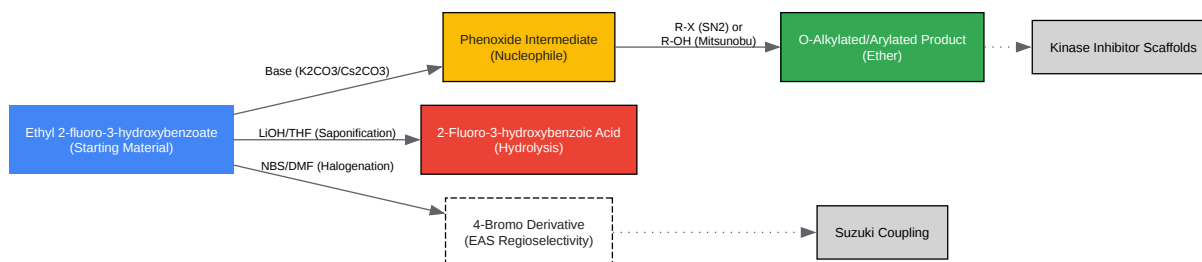 Ethyl 2-fluoro-3-hydroxybenzoate
(Starting Material)
Base (K2CO3/Cs2CO3)
Phenoxide Intermediate
(Nucleophile)
R-X (SN2) or
R-OH (Mitsunobu)
O-Alkylated/Arylated Product
(Ether)
Kinase Inhibitor Scaffolds
LiOH/THF (Saponification)
2-Fluoro-3-hydroxybenzoic Acid
(Hydrolysis)
NBS/DMF (Halogenation)
4-Bromo Derivative
(EAS Regioselectivity)
Suzuki Coupling